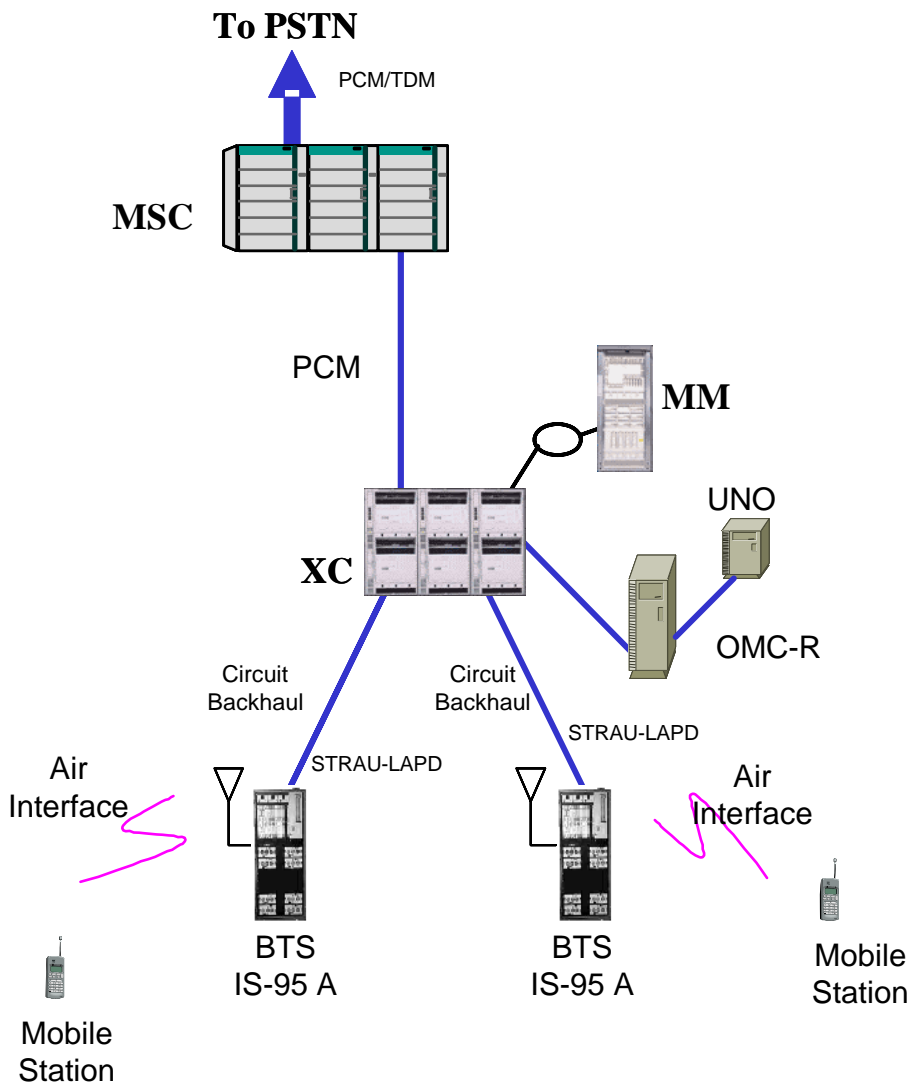 To PSTN
PCM/TDM
MSC
PCM
MM
UNO
XC
OMC-R
Circuit
Backhaul
Circuit
Backhaul
STRAU-LAPD
STRAU-LAPD
Air
Interface
Air
Interface
BTS
IS-95 A
BTS
IS-95 A
Mobile
Station
Mobile
Station